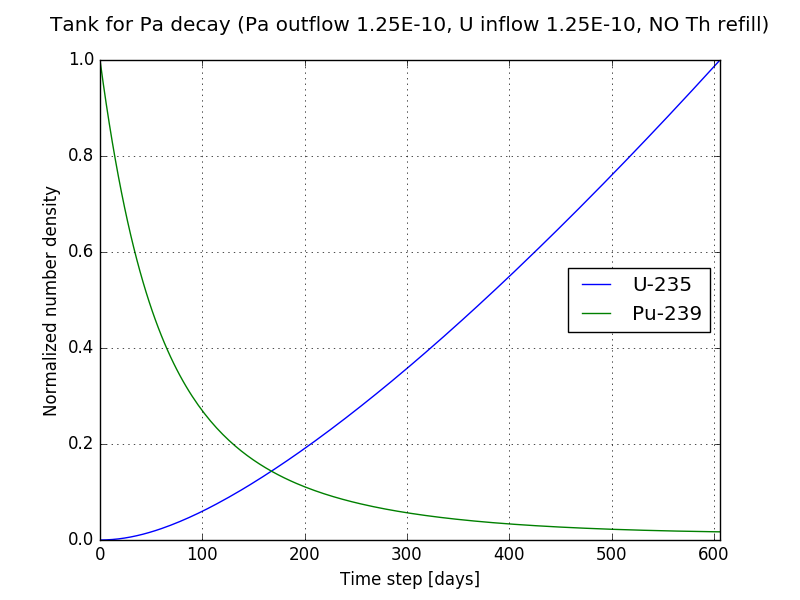 Tank for Pa decay (Pa outflow 1.25E-10, U inflow 1.25E-10, NO Th refill)
1.0
0.8
0.6
0.4
0.2
0.0
Normalized number density
U-235
Pu-239
0 100 200 300 400 500 600
Time step [days]